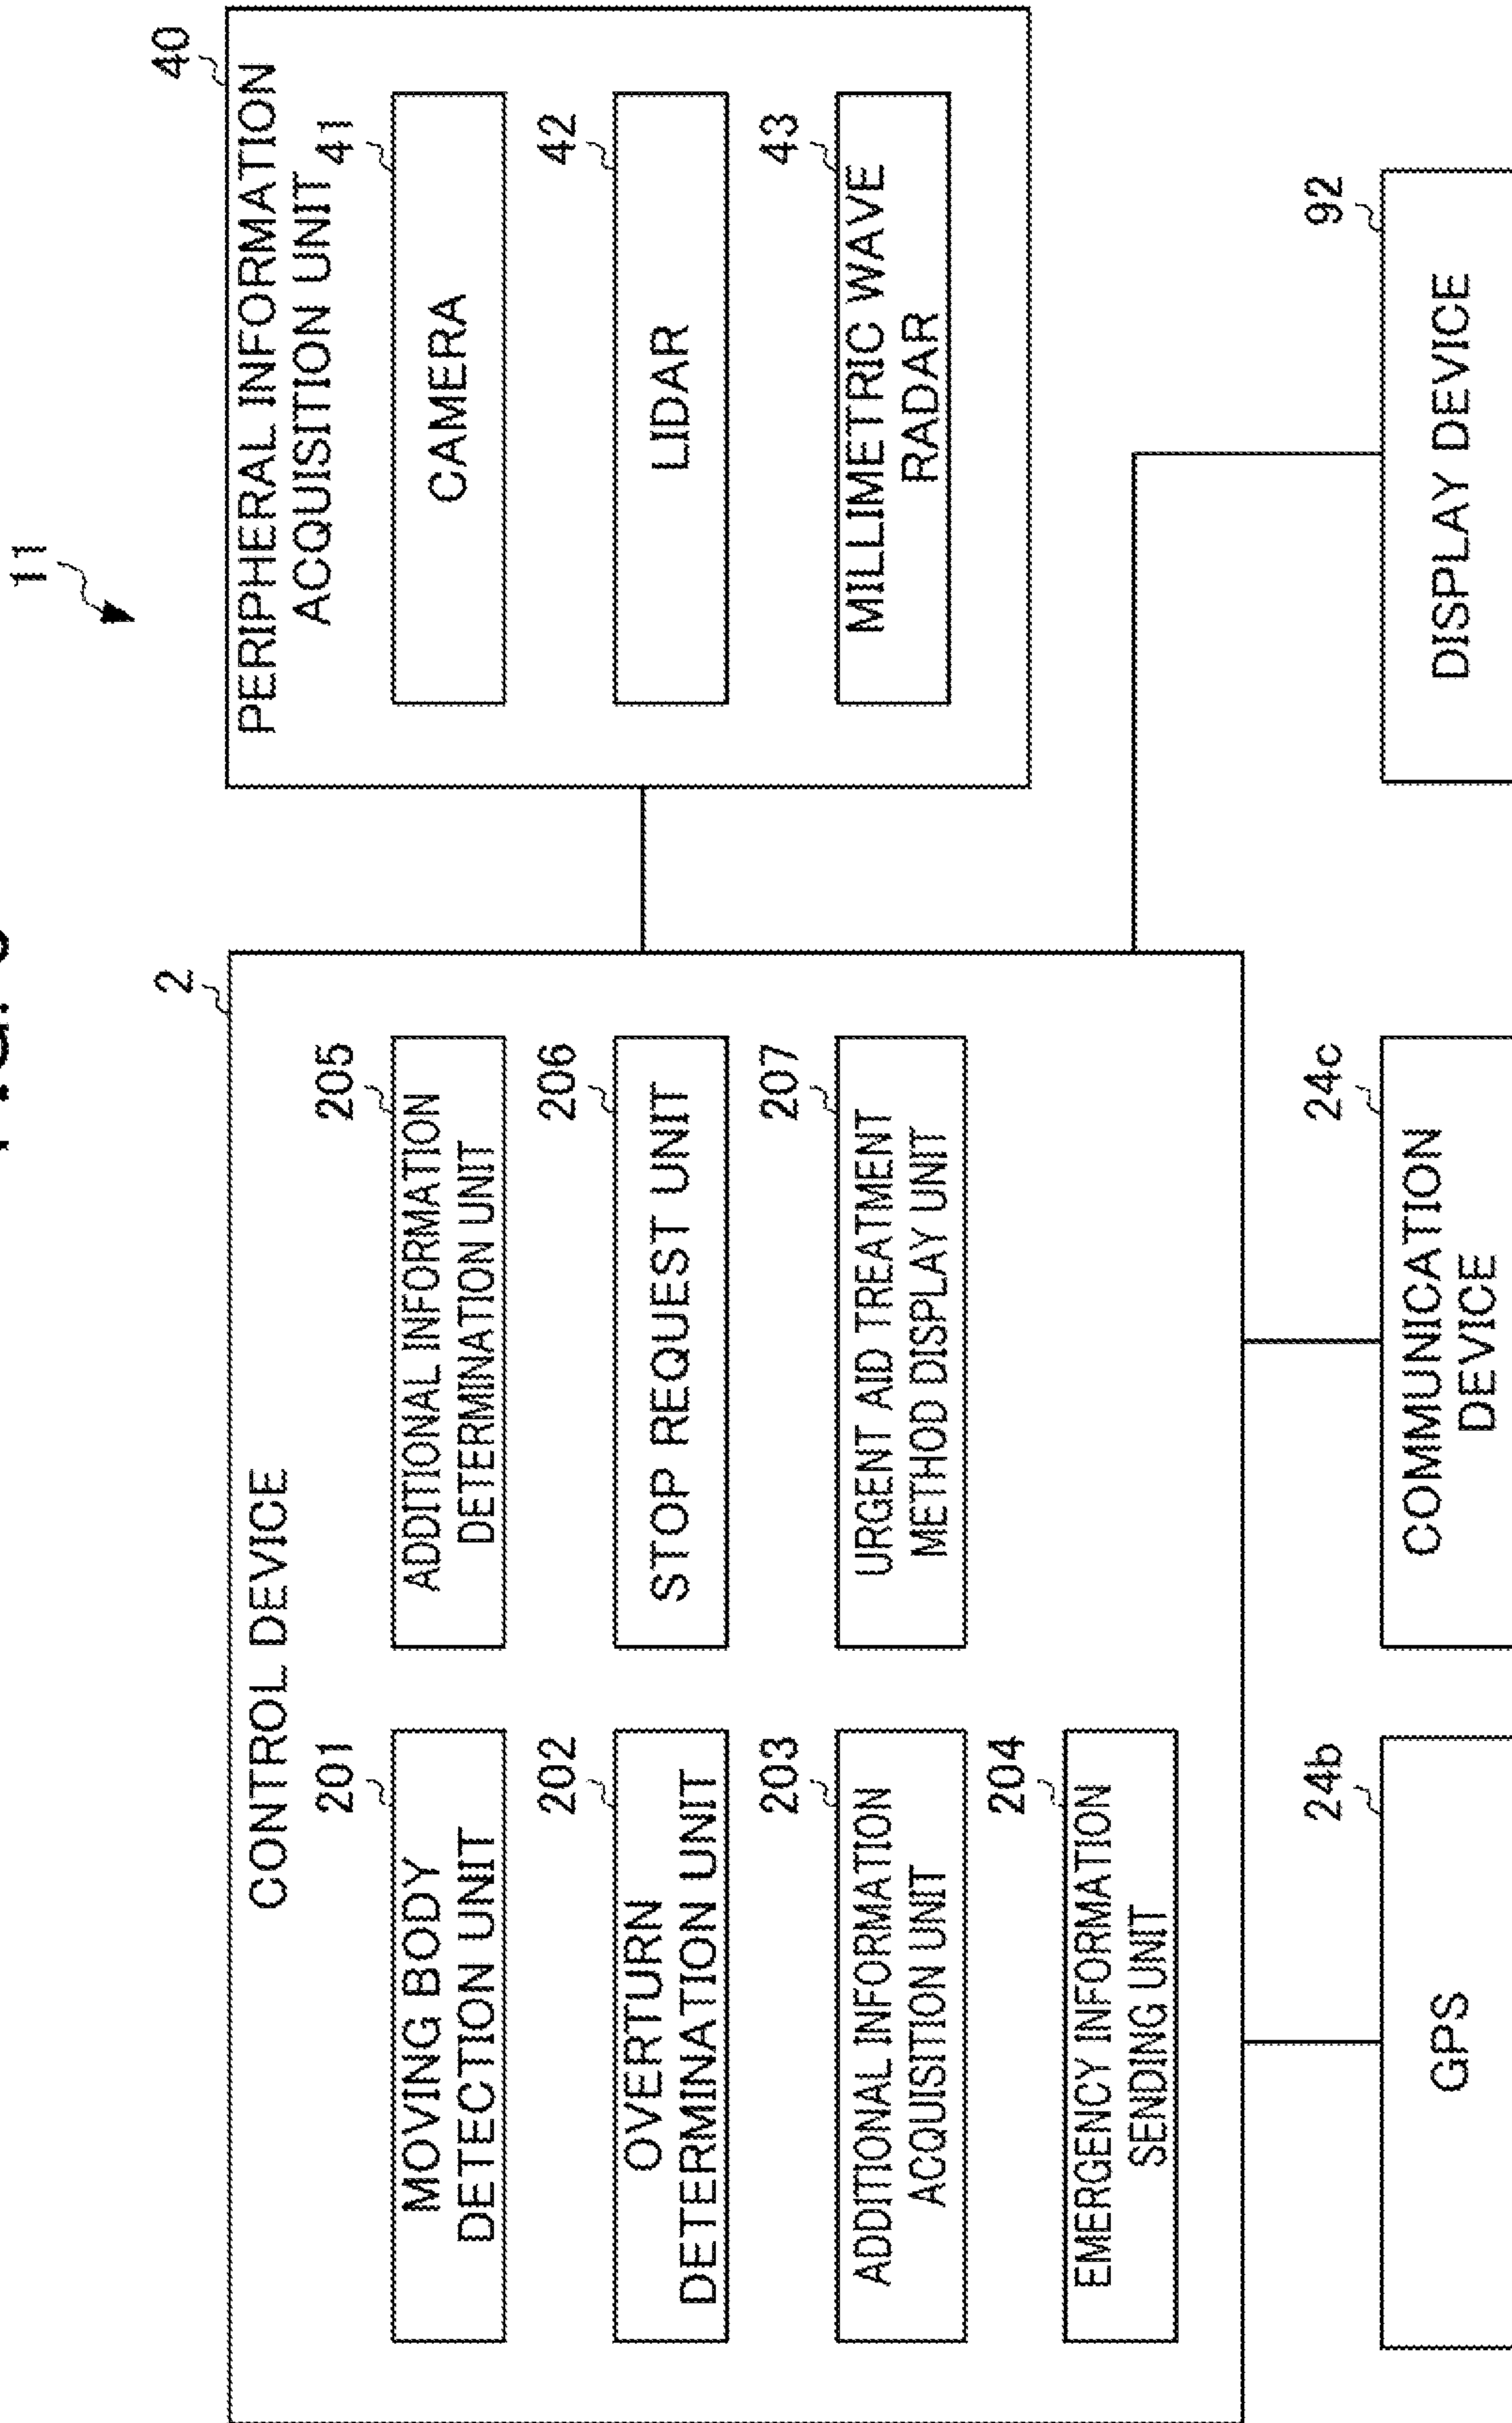 11
2
CONTROL DEVICE
201
MOVING BODY
DETECTION UNIT
202
OVERTURN
DETERMINATION UNIT
203
ADDITIONAL INFORMATION
ACQUISITION UNIT
204
EMERGENCY INFORMATION
SENDING UNIT
205
ADDITIONAL INFORMATION
DETERMINATION UNIT
206
STOP REQUEST UNIT
207
URGENT AID TREATMENT
METHOD DISPLAY UNIT
40
PERIPHERAL INFORMATION
ACQUISITION UNIT
41
CAMERA
42
LIDAR
43
MILLIMETRIC WAVE
RADAR
24b
GPS
24c
COMMUNICATION
DEVICE
92
DISPLAY DEVICE